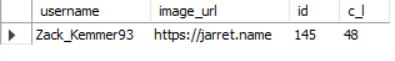 username image_url id c_l
Zack_Kemmer93 https://jarret.name 145 48